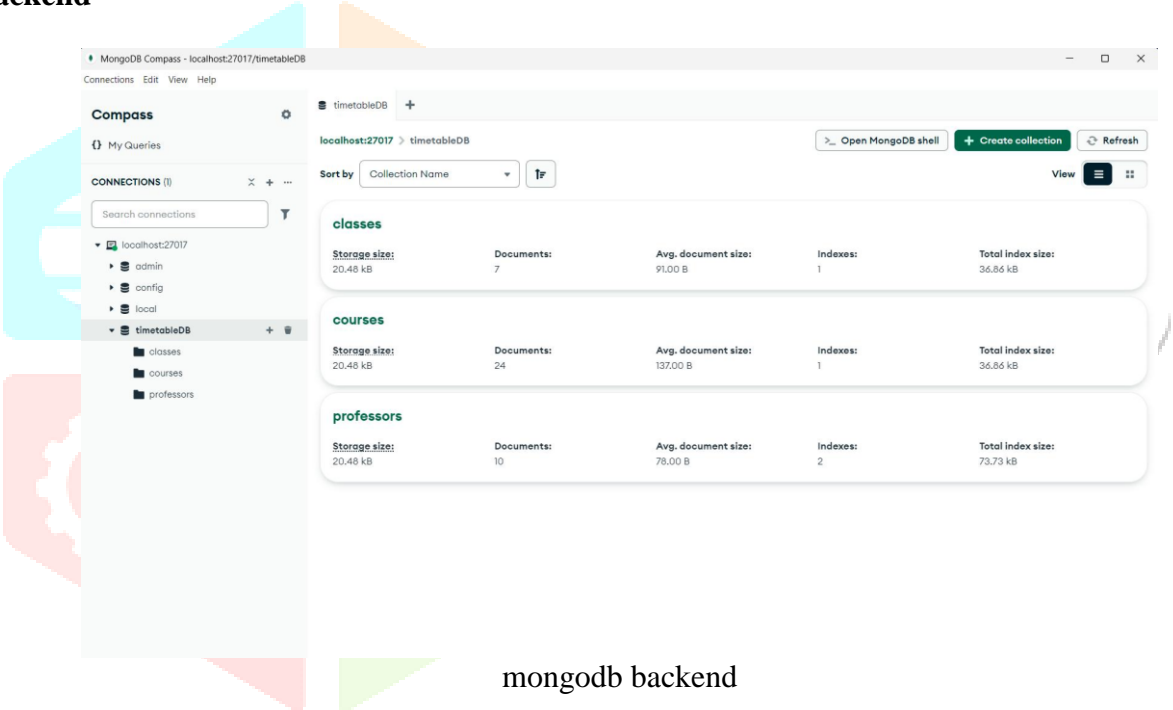 MongoDB Compass - localhost:27017/timetableDB
Connections Edit View Help
Compass
{} My Queries
CONNECTIONS (1)
Search connections
localhost:27017
admin
config
local
timetableDB
classes
courses
professors
timetableDB
localhost:27017 > timetableDB
>_ Open MongoDB shell
Create collection
Refresh
Sort by Collection Name
View
classes
Storage size: Documents: Avg. document size: Indexes: Total index size:
20.48 kB 7 91.00 B 1 36.86 kB
courses
Storage size: Documents: Avg. document size: Indexes: Total index size:
20.48 kB 24 137.00 B 1 36.86 kB
professors
Storage size: Documents: Avg. document size: Indexes: Total index size:
20.48 kB 10 78.00 B 2 73.73 kB
mongodb backend